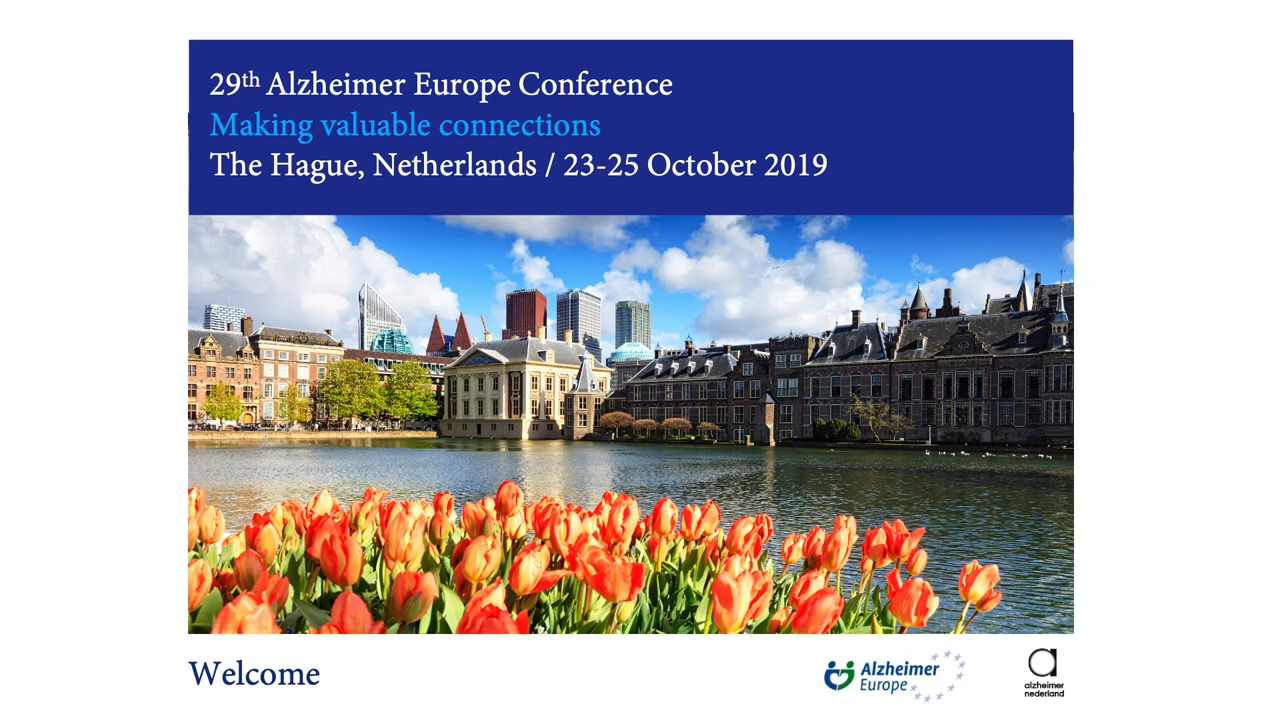 29th Alzheimer Europe Conference
Making valuable connections
The Hague, Netherlands / 23-25 October 2019
Welcome
Alzheimer
Europe
alzheimer
nederland